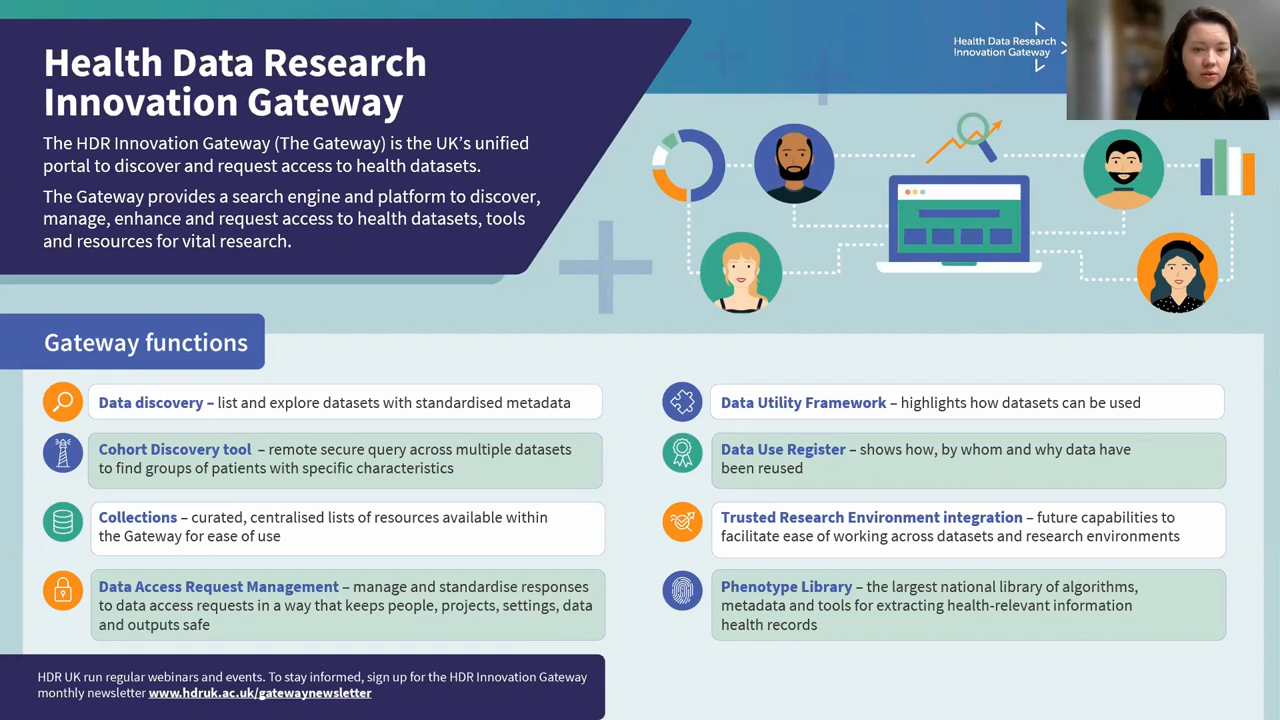 Health Data Research
Innovation Gateway
The HDR Innovation Gateway (The Gateway) is the UK's unified
portal to discover and request access to health datasets.
The Gateway provides a search engine and platform to discover,
manage, enhance and request access to health datasets, tools
and resources for vital research.
Health Data Research
Innovation Gateway
Gateway functions
Data discovery – list and explore datasets with standardised metadata
Cohort Discovery tool – remote secure query across multiple datasets
to find groups of patients with specific characteristics
Collections – curated, centralised lists of resources available within
the Gateway for ease of use
Data Access Request Management – manage and standardise responses
to data access requests in a way that keeps people, projects, settings, data
and outputs safe
Data Utility Framework – highlights how datasets can be used
Data Use Register – shows how, by whom and why data have
been reused
Trusted Research Environment integration – future capabilities to
facilitate ease of working across datasets and research environments
Phenotype Library – the largest national library of algorithms,
metadata and tools for extracting health-relevant information
health records
HDR UK run regular webinars and events. To stay informed, sign up for the HDR Innovation Gateway
monthly newsletter www.hdruk.ac.uk/gatewaynewsletter